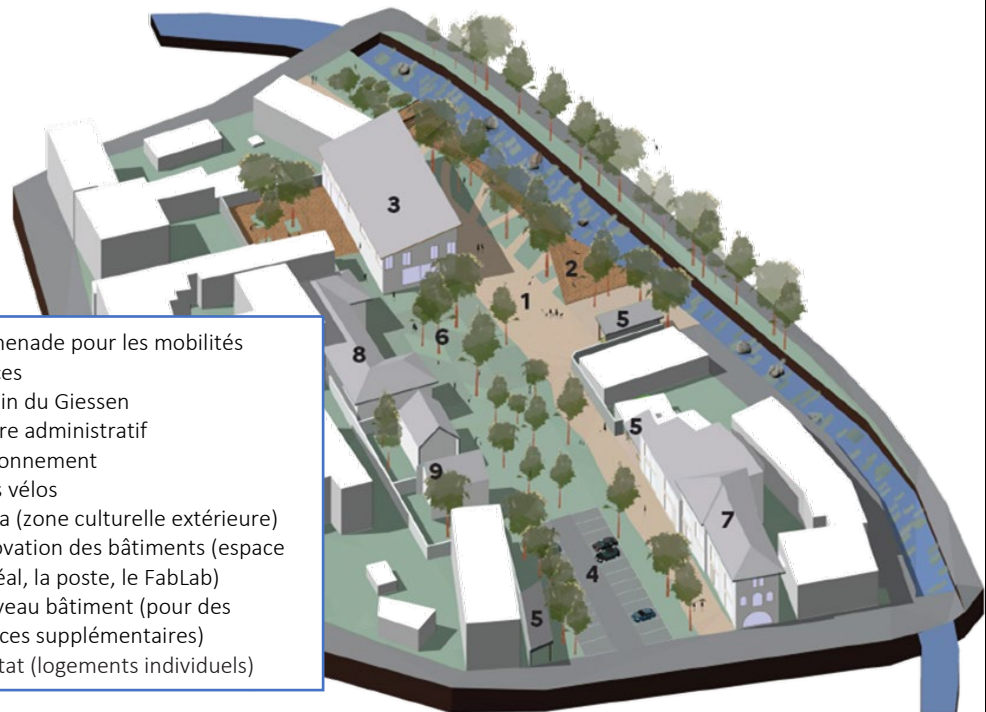 3
2
1
5
6
8
5
9
7
4
5
menade pour les mobilités
ces
in du Giessen
re administratif
onnement
s vélos
a (zone culturelle extérieure)
ovation des bâtiments (espace
éal, la poste, le FabLab)
veau bâtiment (pour des
ces supplémentaires)
tat (logements individuels)